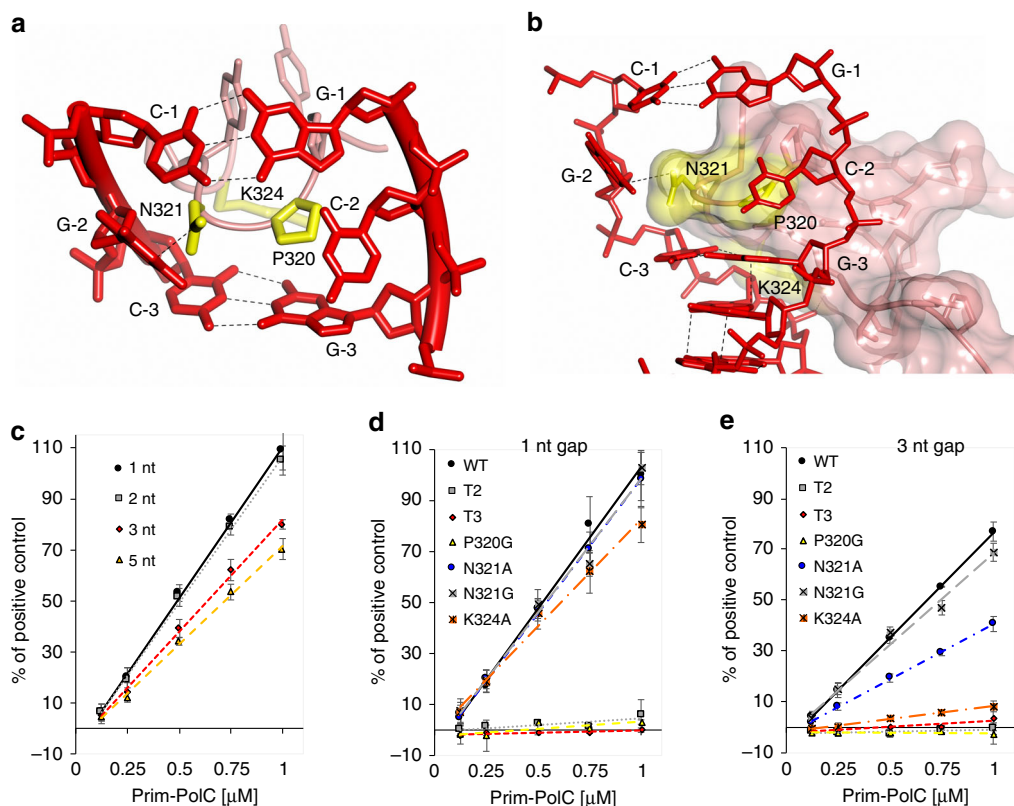 a
C-1
G-1
K324
N321
C-2
G-2
P320
C-3
G-3
b
C-1
G-1
G-2
N321
C-2
P320
C-3
G-3
K324
c
% of positive control
110
90
70
50
30
10
−10
1 nt
2 nt
3 nt
5 nt
0 0.25 0.5 0.75 1
Prim-PolC [µM]
d
1 nt gap
% of positive control
110
90
70
50
30
10
−10
WT
T2
T3
P320G
N321A
N321G
K324A
0 0.25 0.5 0.75 1
Prim-PolC [µM]
e
3 nt gap
% of positive control
110
90
70
50
30
10
−10
WT
T2
T3
P320G
N321A
N321G
K324A
0 0.25 0.5 0.75 1
Prim-PolC [µM]